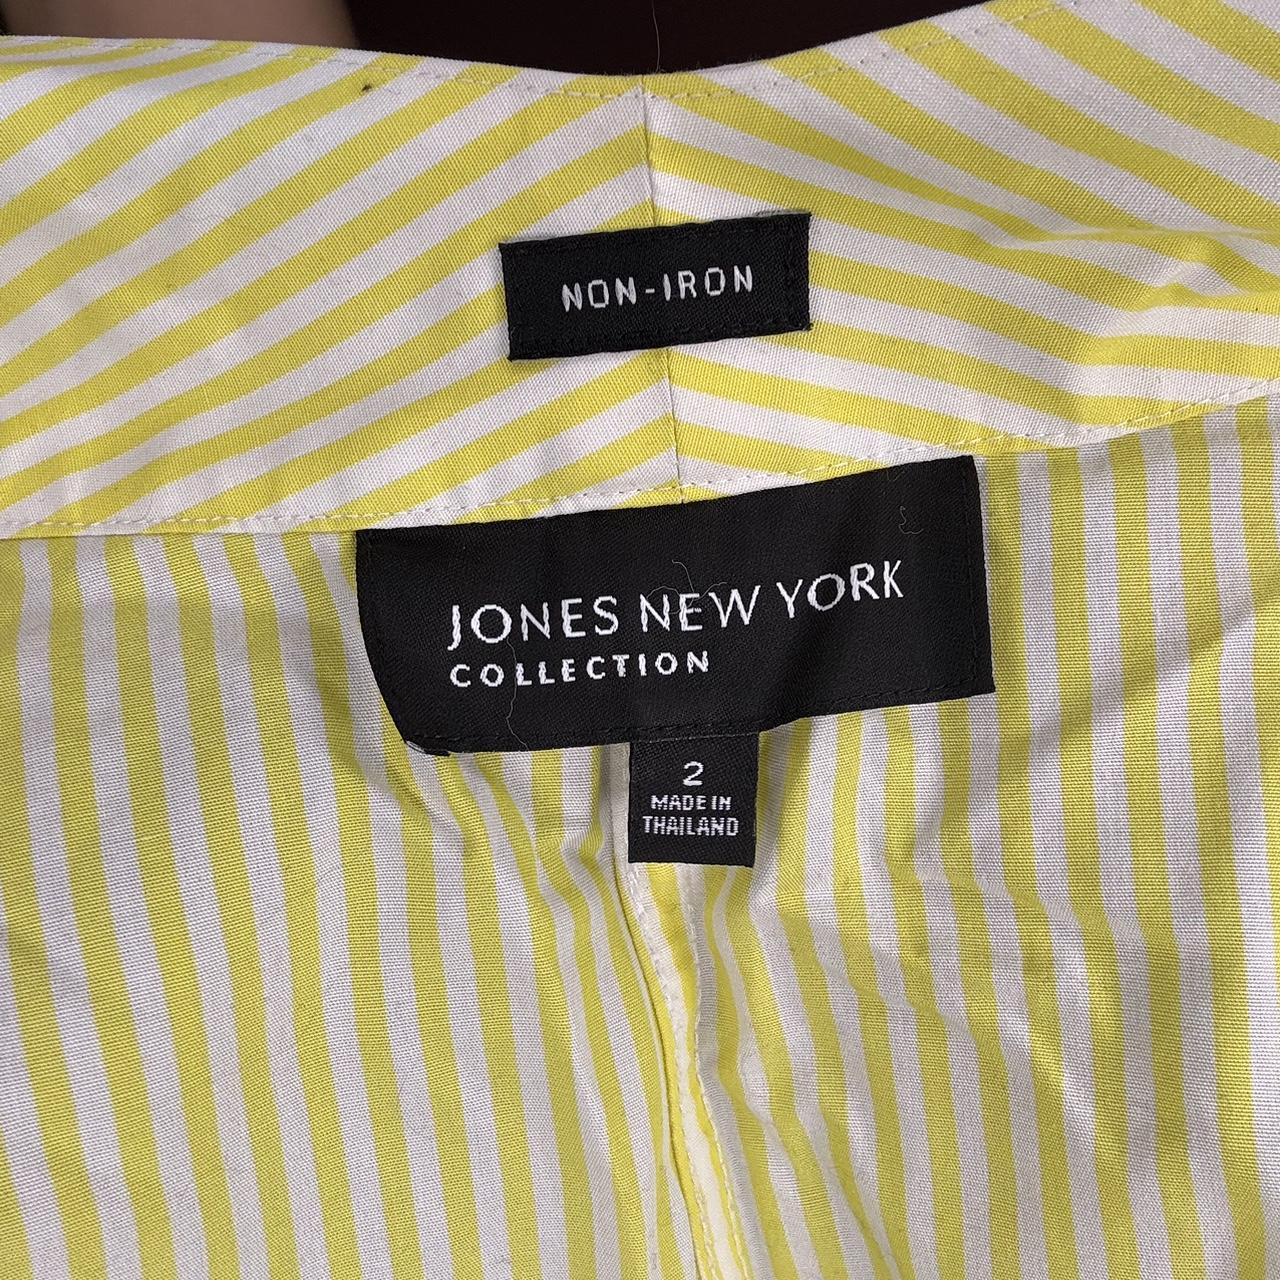 NON-IRON
JONES NEW YORK
COLLECTION
2
MADE IN
THAILAND